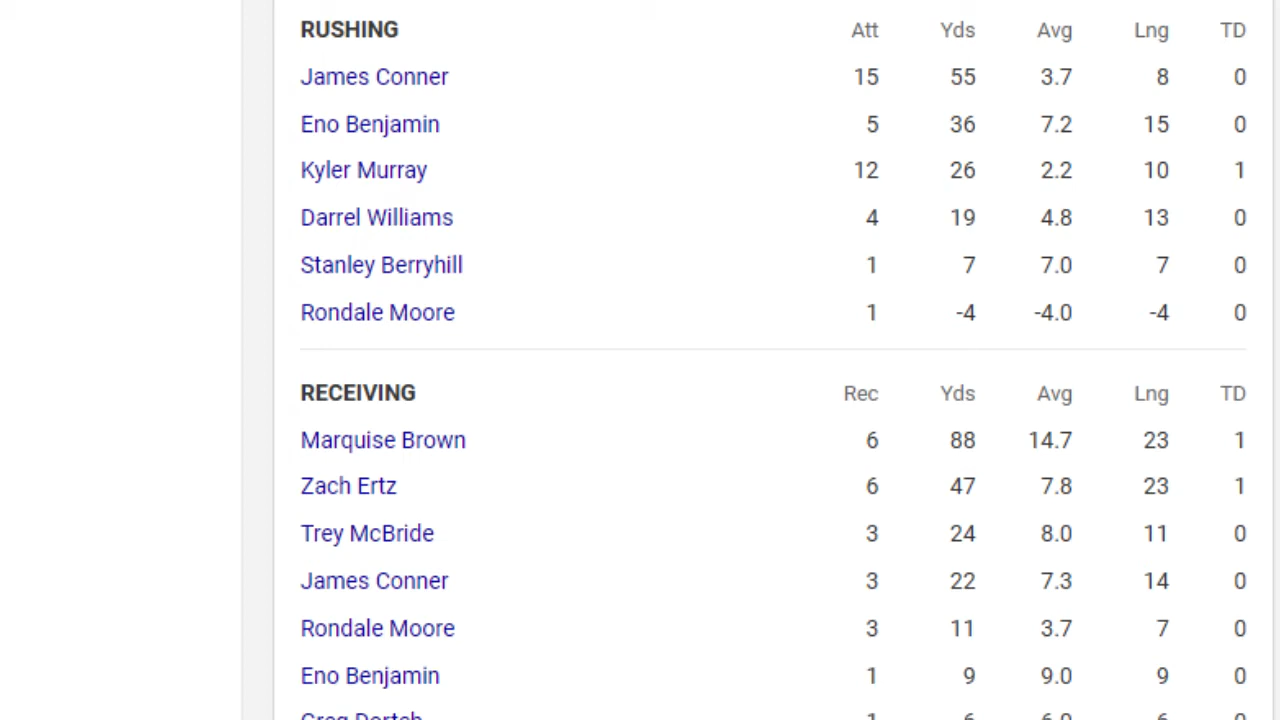 RUSHING Att Yds Avg Lng TD
James Conner 15 55 3.7 8 0
Eno Benjamin 5 36 7.2 15 0
Kyler Murray 12 26 2.2 10 1
Darrel Williams 4 19 4.8 13 0
Stanley Berryhill 1 7 7.0 7 0
Rondale Moore 1 -4 -4.0 -4 0
RECEIVING Rec Yds Avg Lng TD
Marquise Brown 6 88 14.7 23 1
Zach Ertz 6 47 7.8 23 1
Trey McBride 3 24 8.0 11 0
James Conner 3 22 7.3 14 0
Rondale Moore 3 11 3.7 7 0
Eno Benjamin 1 9 9.0 9 0